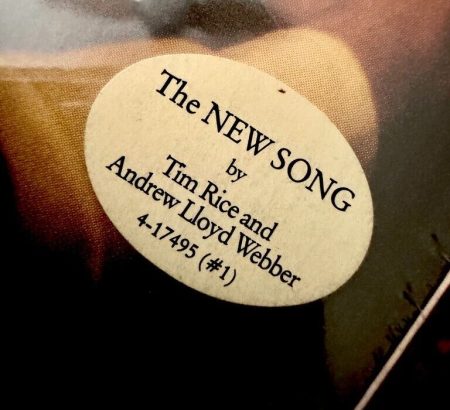 The NEW SONG
by
Tim Rice and
Andrew Lloyd Webber
4-17495 (#1)